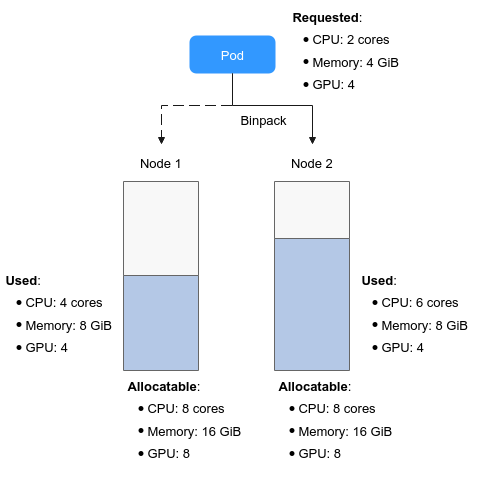 Requested:
• CPU: 2 cores
• Memory: 4 GiB
• GPU: 4
Pod
Binpack
Node 1
Node 2
Used:
• CPU: 4 cores
• Memory: 8 GiB
• GPU: 4
Used:
• CPU: 6 cores
• Memory: 8 GiB
• GPU: 4
Allocatable:
• CPU: 8 cores
• Memory: 16 GiB
• GPU: 8
Allocatable:
• CPU: 8 cores
• Memory: 16 GiB
• GPU: 8